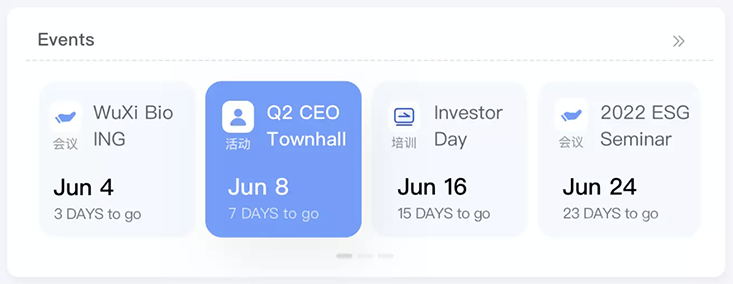 Events
WuXi Bio
ING
会议
Jun 4
3 DAYS to go
Q2 CEO
Townhall
活动
Jun 8
7 DAYS to go
Investor
Day
培训
Jun 16
15 DAYS to go
2022 ESG
Seminar
会议
Jun 24
23 DAYS to go